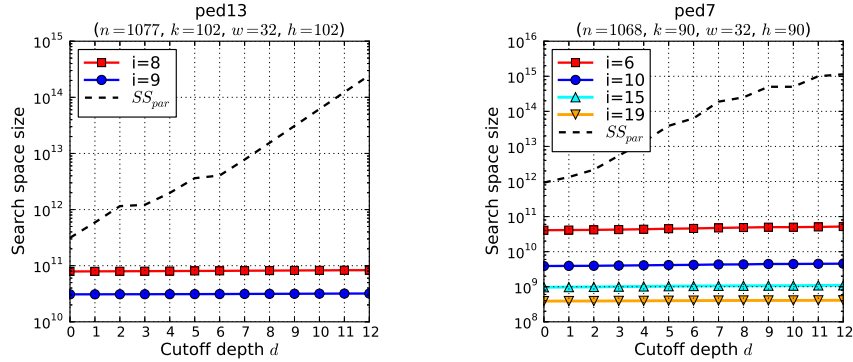 ped13
(n=1077, k=102, w=32, h=102)
10^15
10^14
10^13
10^12
10^11
10^10
Search space size
i=8
i=9
SS_par
0 1 2 3 4 5 6 7 8 9 10 11 12
Cutoff depth d
ped7
(n=1068, k=90, w=32, h=90)
10^16
10^15
10^14
10^13
10^12
10^11
10^10
10^9
10^8
Search space size
i=6
i=10
i=15
i=19
SS_par
0 1 2 3 4 5 6 7 8 9 10 11 12
Cutoff depth d